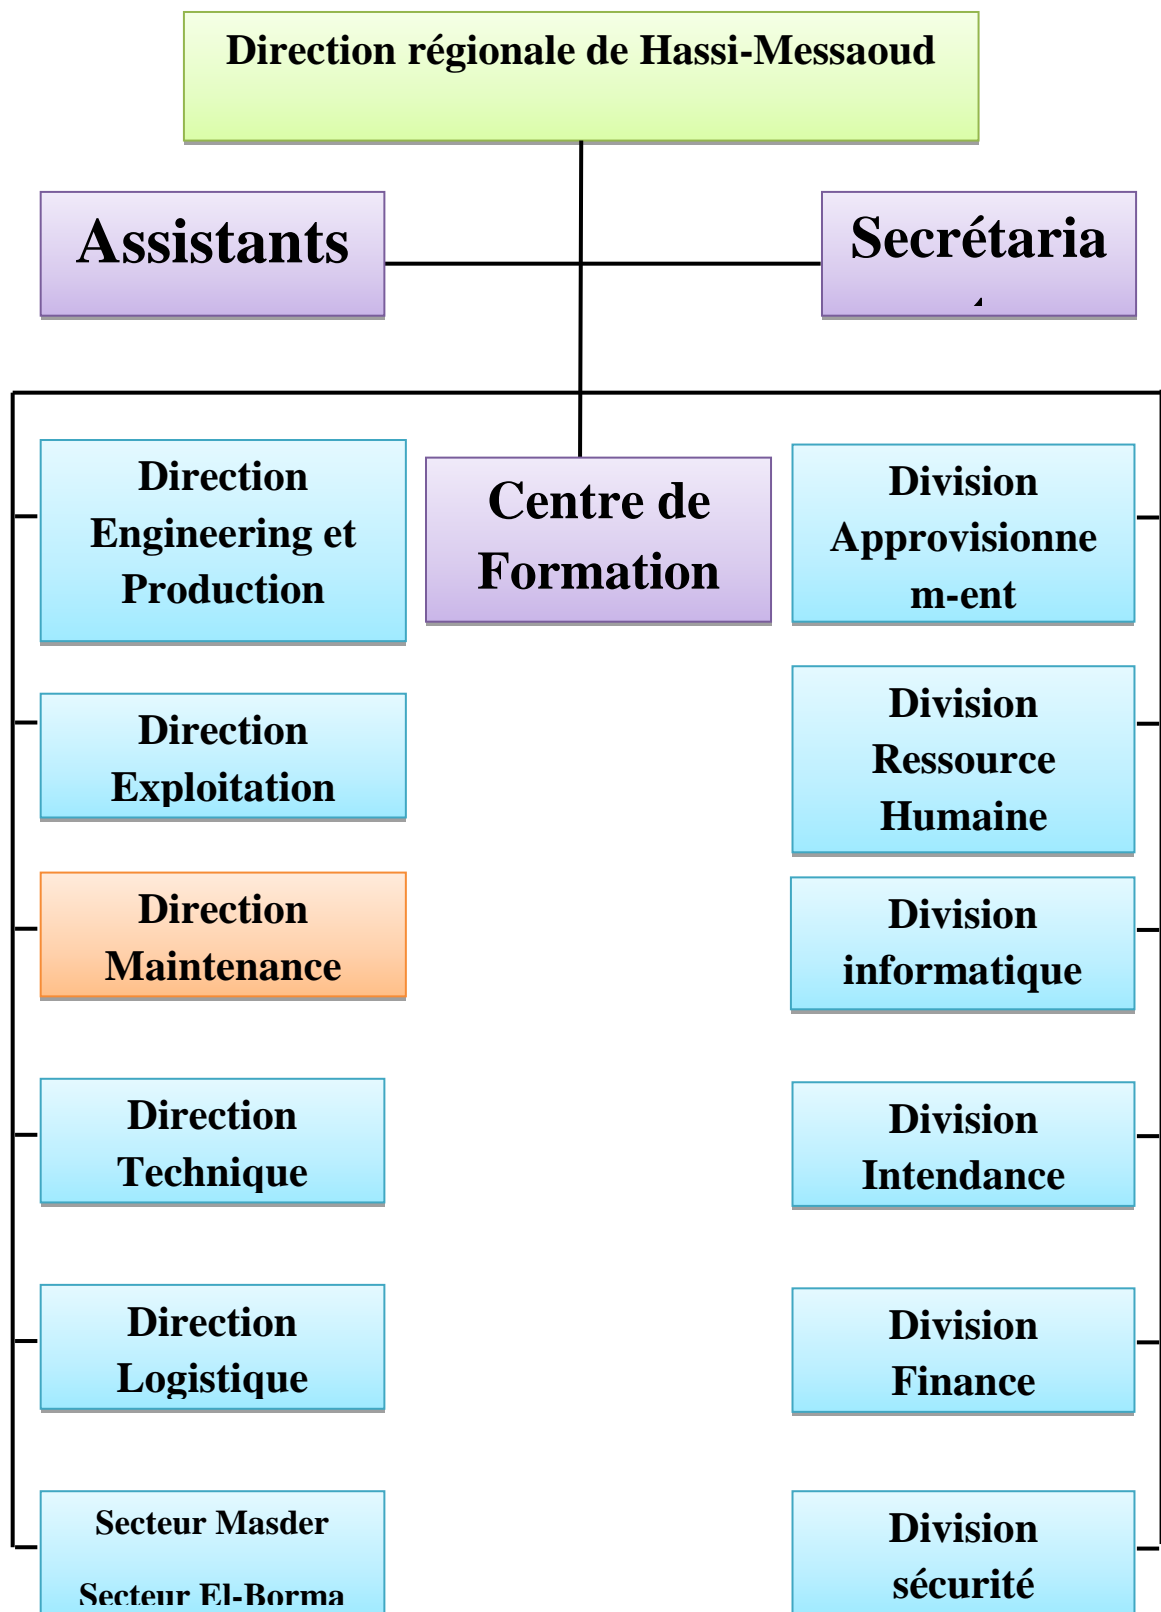 Direction régionale de Hassi-Messaoud
Assistants
Secrétaria
Direction
Engineering et
Production
Centre de
Formation
Division
Approvisionne
m-ent
Direction
Exploitation
Division
Ressource
Humaine
Direction
Maintenance
Division
informatique
Direction
Technique
Division
Intendance
Direction
Logistique
Division
Finance
Secteur Masder
Secteur El-Borma
Division
sécurité